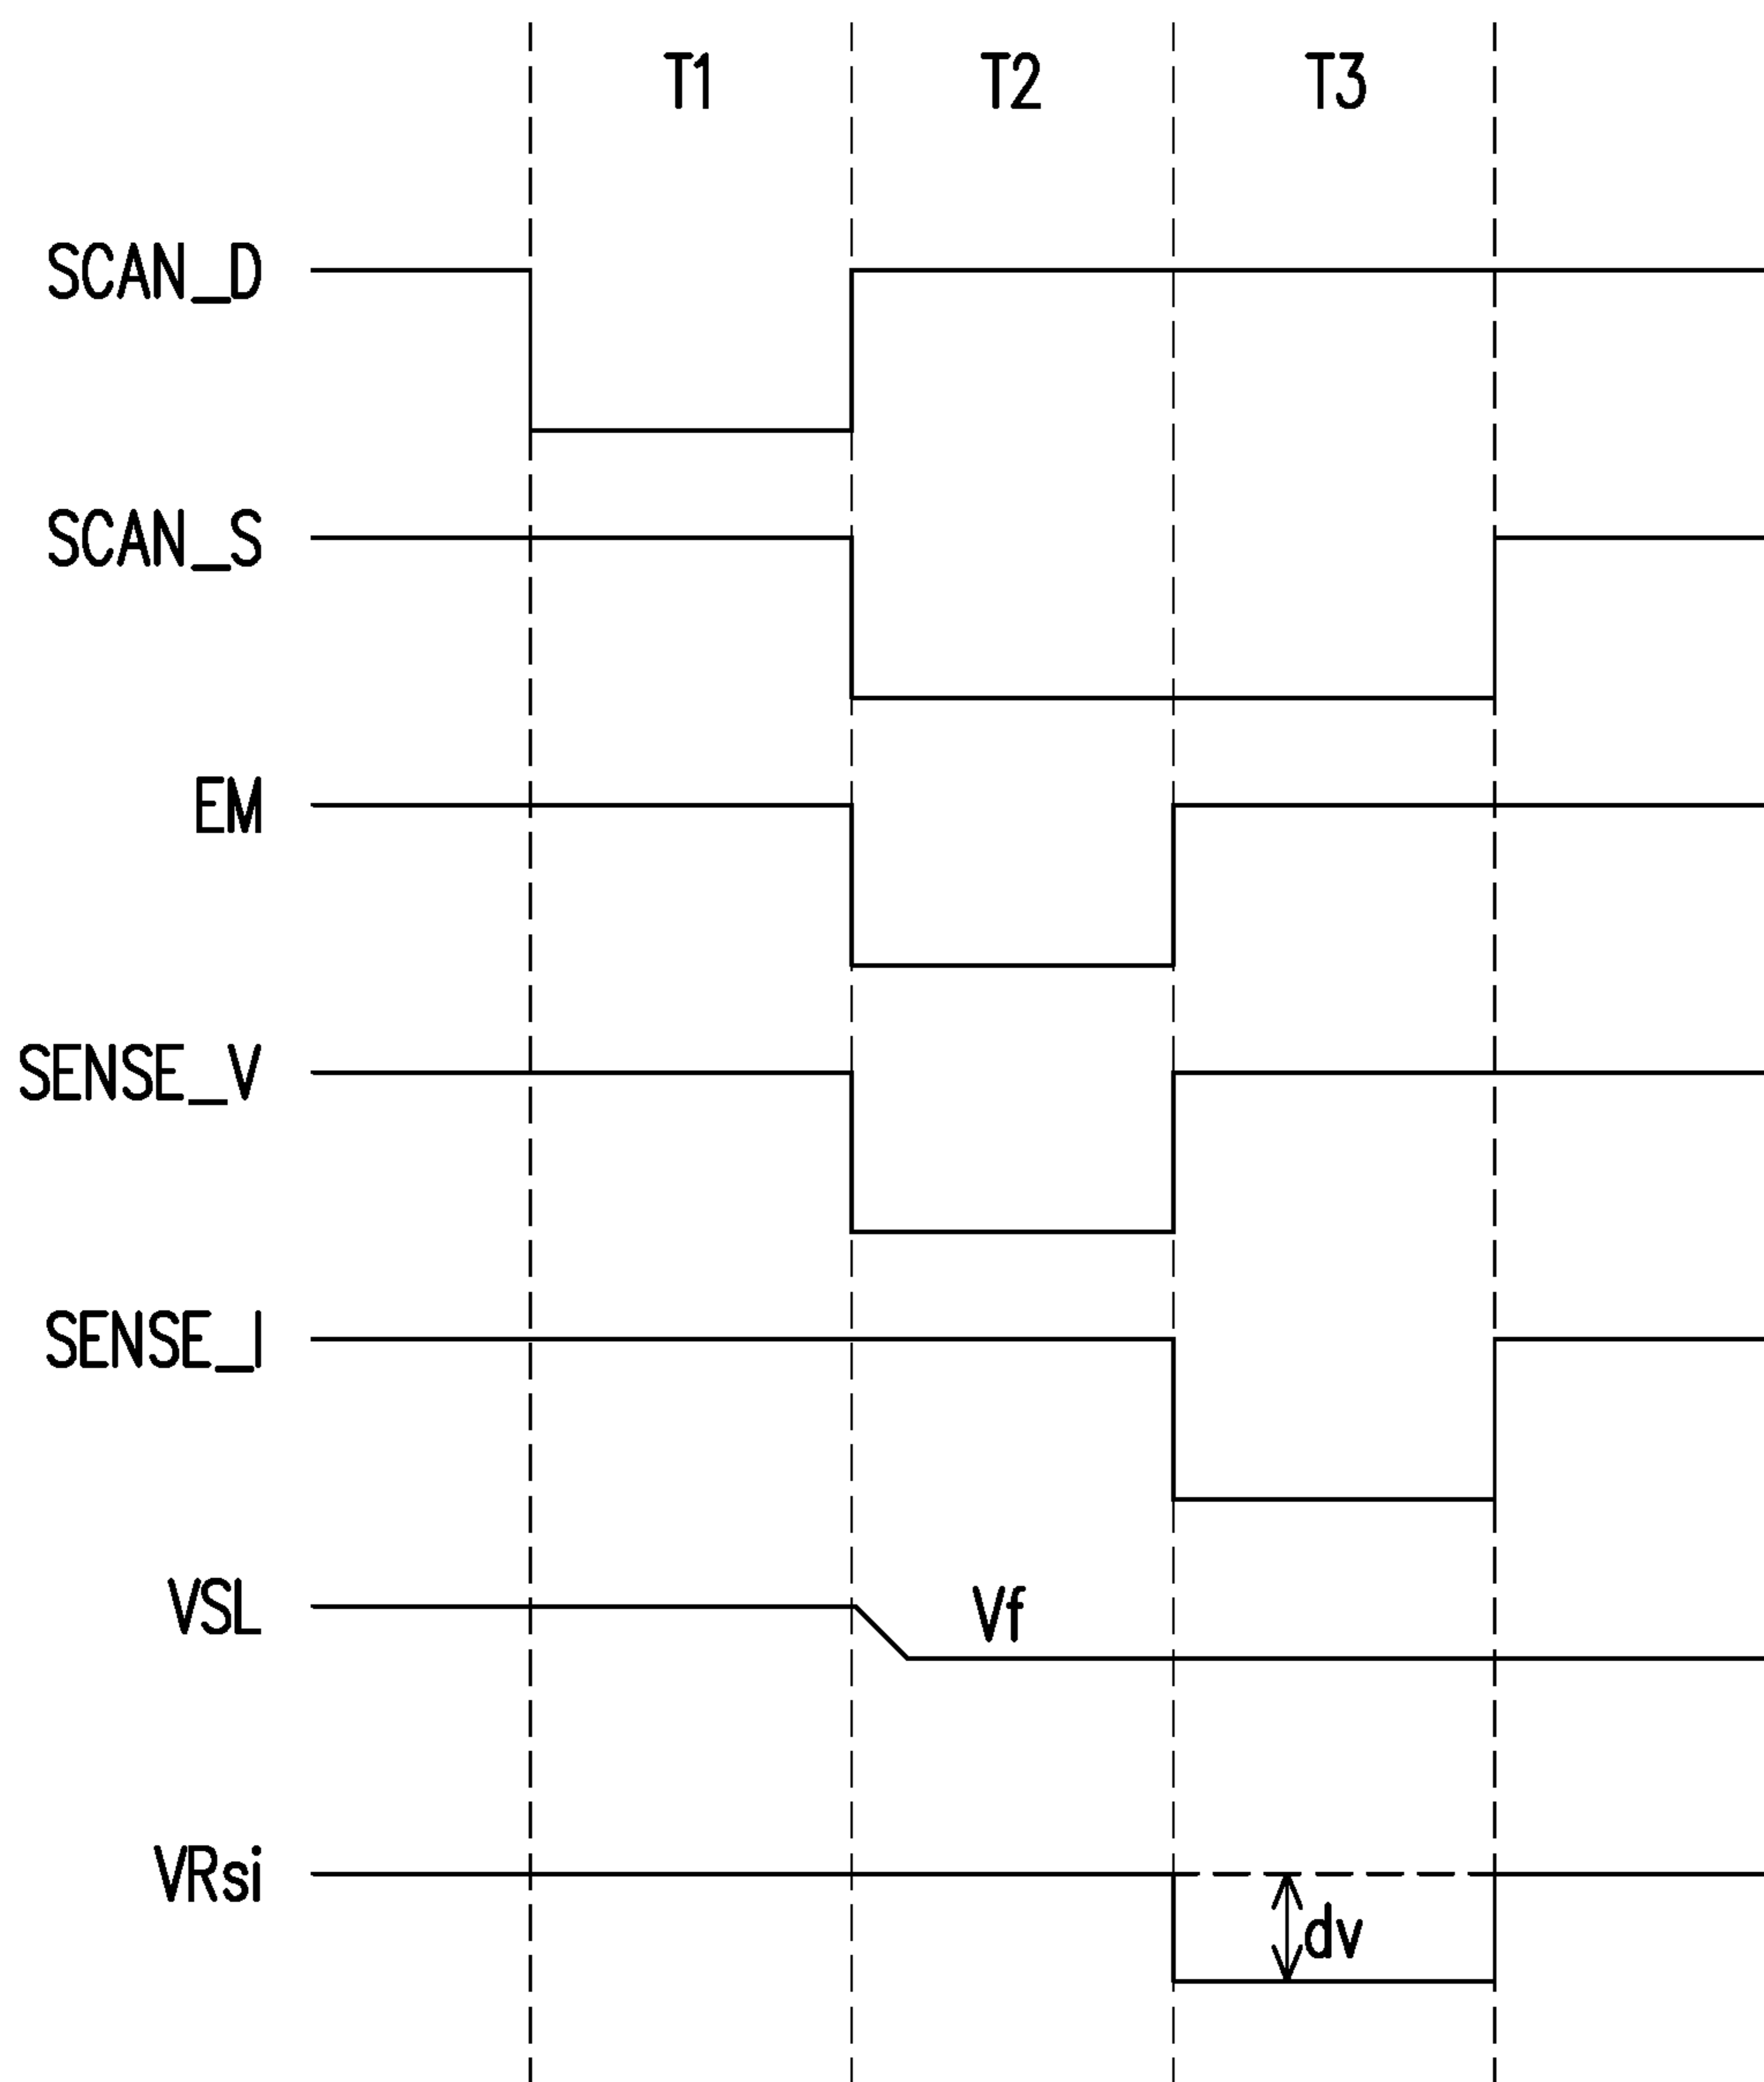 T1 T2 T3
SCAN_D
SCAN_S
EM
SENSE_V
SENSE_I
VSL
Vf
VRsi
dv